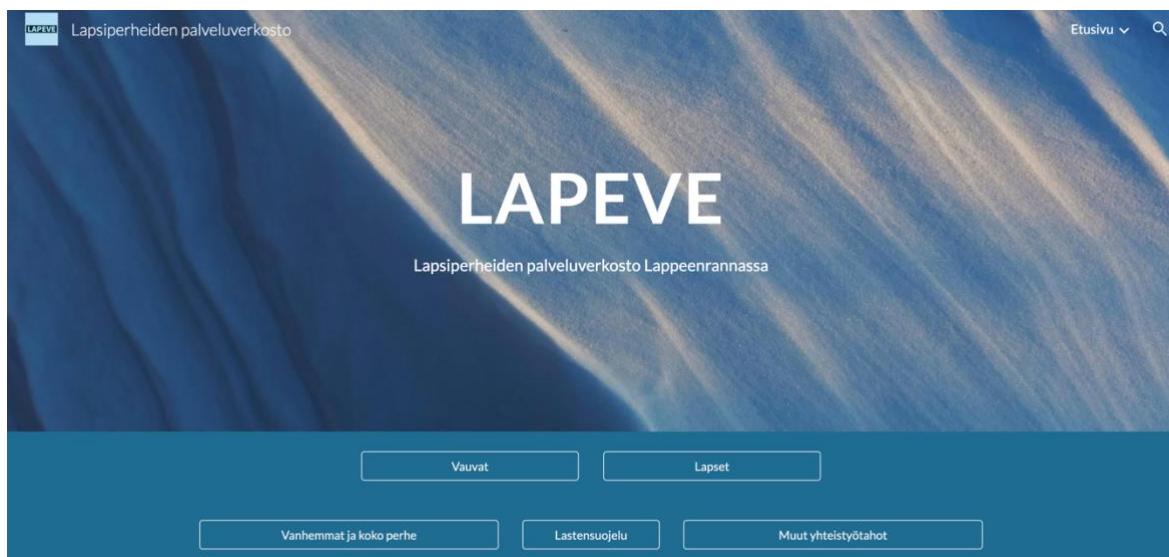 LAPEVE
Lapsiperheiden palveluverkosto
Etusivu
LAPEVE
Lapsiperheiden palveluverkosto Lappeenrannassa
Vauvat
Lapset
Vanhemmat ja koko perhe
Lastensuojelu
Muut yhteistyötahot